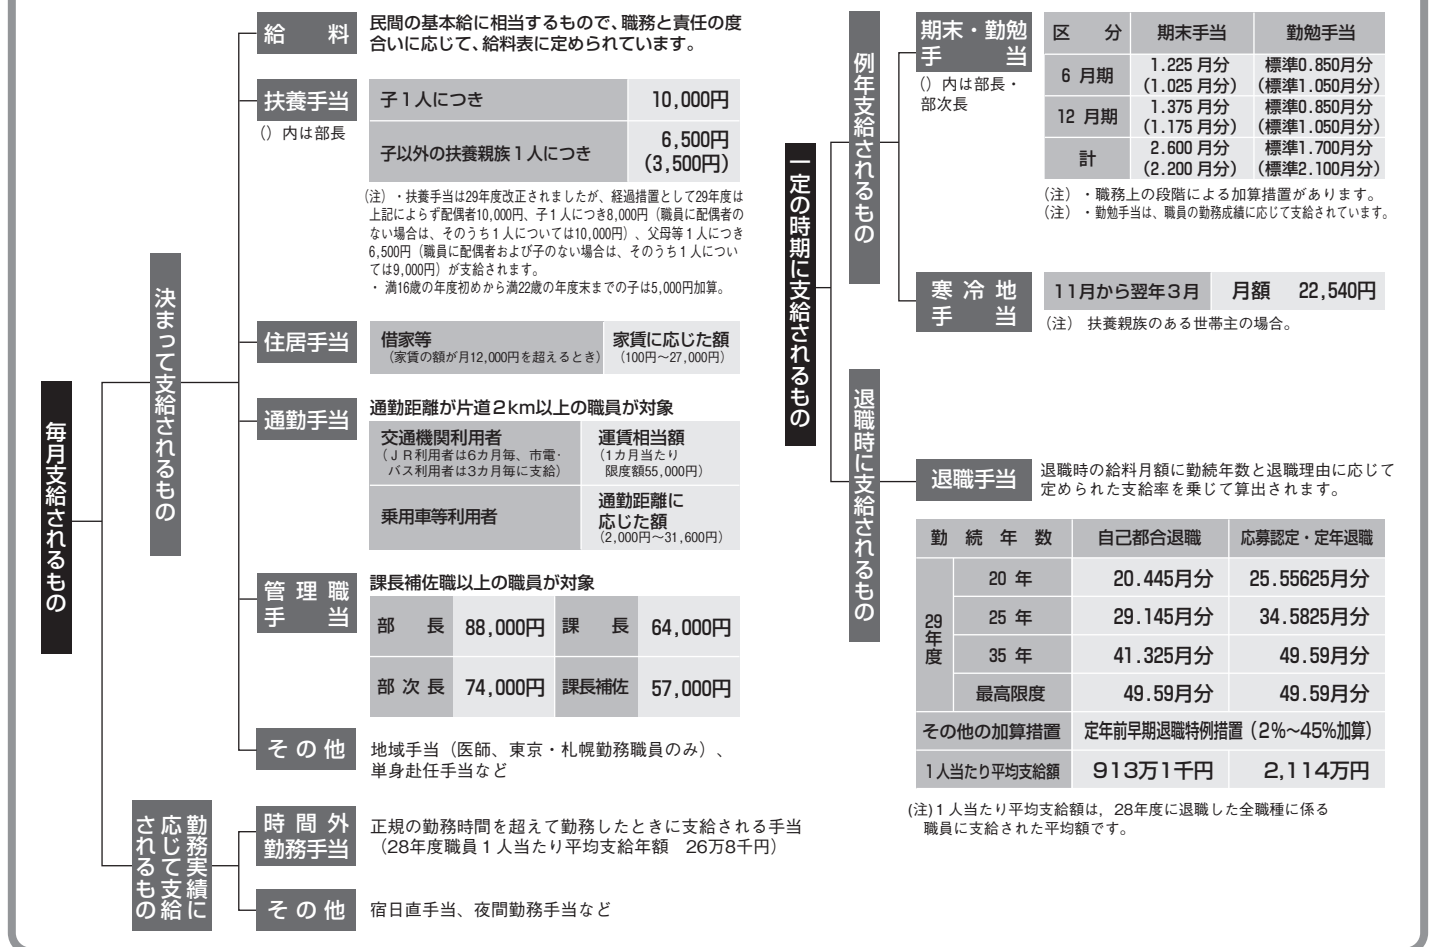 毎月支給されるもの
決まって支給されるもの
給　料
民間の基本給に相当するもので、職務と責任の度
合いに応じて、給料表に定められています。
扶養手当
（）内は部長
子１人につき　10,000円
子以外の扶養親族１人につき　6,500円
(3,500円)
（注）・扶養手当は29年度改正されましたが、経過措置として29年度は
上記によらず配偶者10,000円、子１人につき8,000円（職員に配偶者の
ない場合は、そのうち１人については10,000円）、父母等１人につき
6,500円（職員に配偶者および子のない場合は、そのうち１人につい
ては9,000円）が支給されます。
・満16歳の年度初めから満22歳の年度末までの子は5,000円加算。
住居手当
借家等　家賃に応じた額
（家賃の額が月12,000円を超えるとき）　（100円〜27,000円）
通勤手当
通勤距離が片道２km以上の職員が対象
交通機関利用者　運賃相当額
（ＪＲ利用者は6カ月毎、市電・　（1カ月当たり
バス利用者は3カ月毎に支給）　限度額55,000円）
乗用車等利用者　通勤距離に
応じた額
（2,000円〜31,600円）
管理職
手　当
課長補佐職以上の職員が対象
部　長　88,000円　課　長　64,000円
部次長　74,000円　課長補佐　57,000円
その他
地域手当（医師、東京・札幌勤務職員のみ）、
単身赴任手当など
勤務実績に
応じて支給
されるもの
時間外
勤務手当
正規の勤務時間を超えて勤務したときに支給される手当
（28年度職員１人当たり平均支給年額　26万8千円）
その他
宿日直手当、夜間勤務手当など
一定の時期に支給されるもの
例年支給されるもの
期末・勤勉
手　当
（）内は部長・
部次長
区　分　期末手当　勤勉手当
6 月期　1.225 月分　標準0.850月分
(1.025 月分)　(標準1.050月分)
12 月期　1.375 月分　標準0.850月分
(1.175 月分)　(標準1.050月分)
計　2.600 月分　標準1.700月分
(2.200 月分)　(標準2.100月分)
（注）・職務上の段階による加算措置があります。
（注）・勤勉手当は、職員の勤務成績に応じて支給されています。
寒冷地
手　当
11月から翌年３月　月額　22,540円
（注）　扶養親族のある世帯主の場合。
退職時に支給されるもの
退職手当
退職時の給料月額に勤続年数と退職理由に応じて
定められた支給率を乗じて算出されます。
勤　続　年　数　自己都合退職　応募認定・定年退職
29年度
20 年　20.445月分　25.55625月分
25 年　29.145月分　34.5825月分
35 年　41.325月分　49.59月分
最高限度　49.59月分　49.59月分
その他の加算措置　定年前早期退職特例措置（2％〜45％加算）
１人当たり平均支給額　913万１千円　2,114万円
(注)１人当たり平均支給額は，28年度に退職した全職種に係る
職員に支給された平均額です。